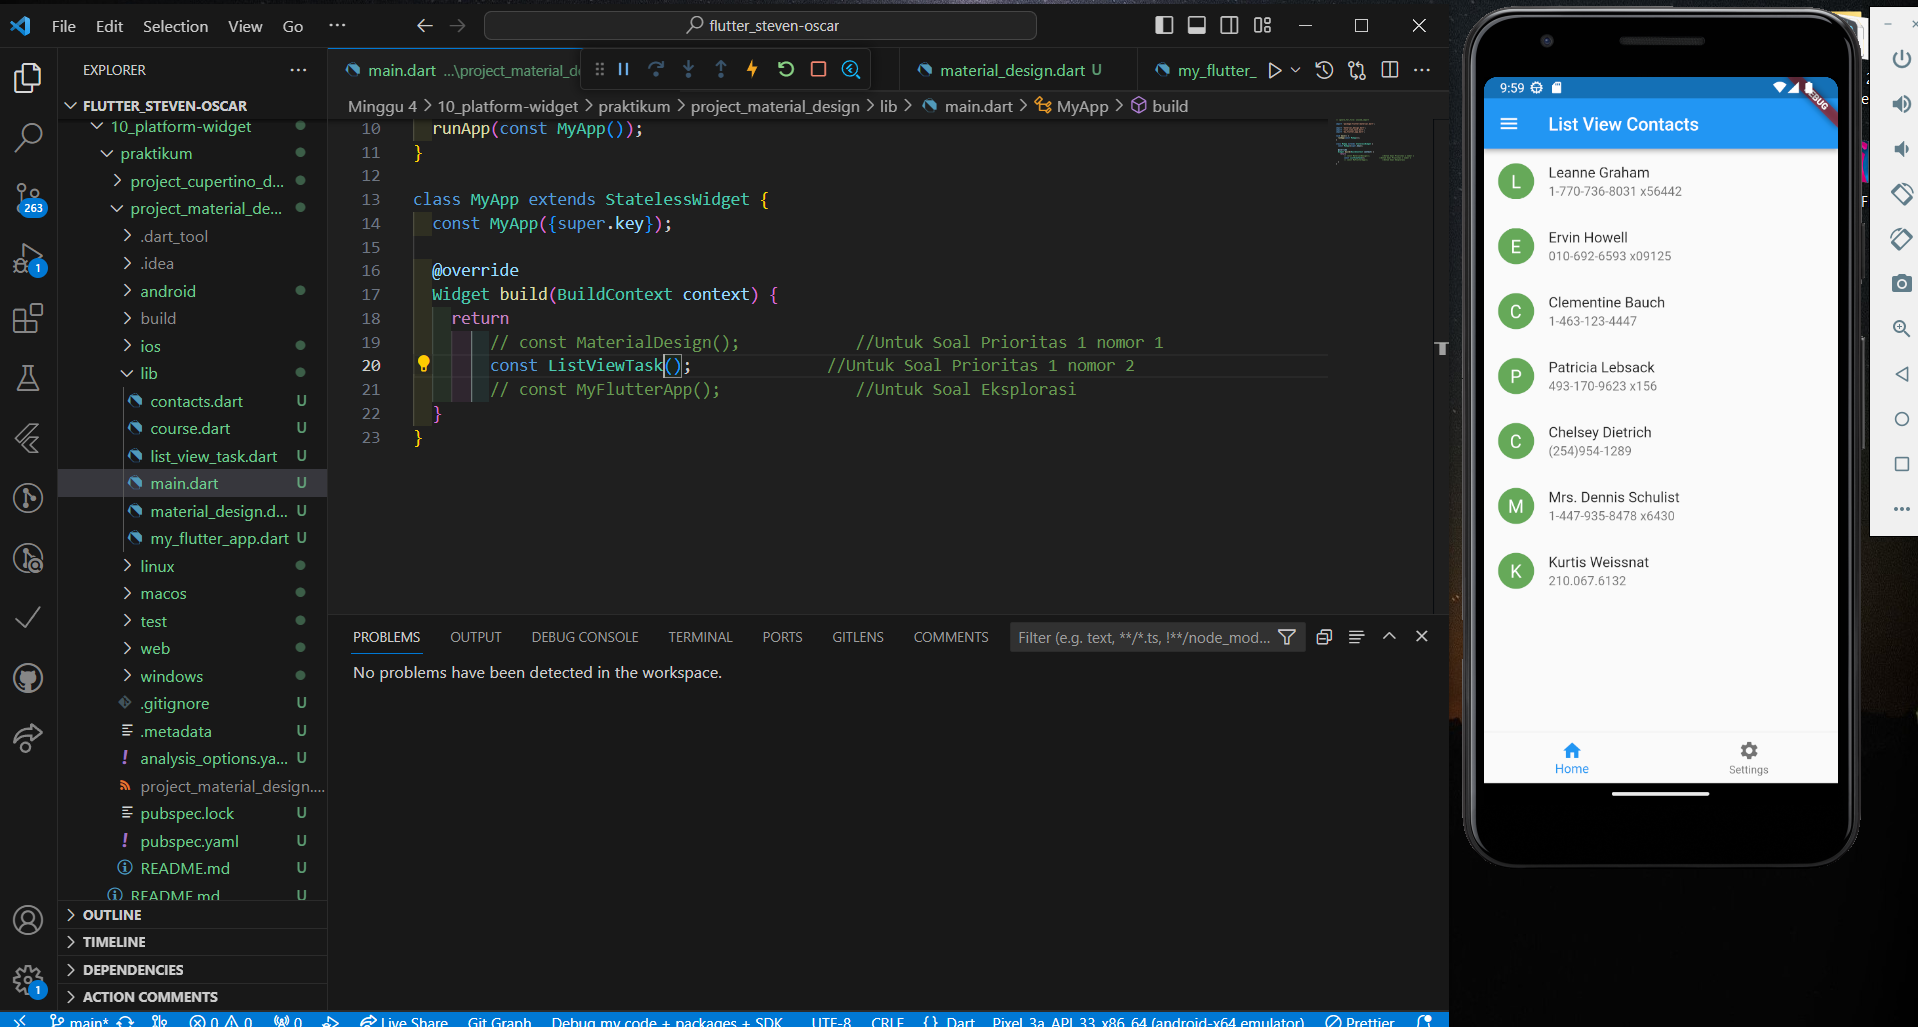 File Edit Selection View Go ··· flutter_steven-oscar
EXPLORER ···
FLUTTER_STEVEN-OSCAR
10_platform-widget
praktikum
project_cupertino_d...
project_material_de...
.dart_tool
.idea
android
build
ios
lib
contacts.dart U
course.dart U
list_view_task.dart U
main.dart U
material_design.d... U
my_flutter_app.dart U
linux
macos
test
web
windows
.gitignore U
.metadata U
analysis_options.ya... U
project_material_design....
pubspec.lock U
pubspec.yaml U
README.md U
README.md U
OUTLINE
TIMELINE
DEPENDENCIES
ACTION COMMENTS
263
1
1
main.dart ...\project_material_de
material_design.dart U
my_flutter_
Minggu 4 > 10_platform-widget > praktikum > project_material_design > lib > main.dart > MyApp > build
10 runApp(const MyApp());
11 }
12
13 class MyApp extends StatelessWidget {
14 const MyApp({super.key});
15
16 @override
17 Widget build(BuildContext context) {
18 return
19 // const MaterialDesign(); //Untuk Soal Prioritas 1 nomor 1
20 const ListViewTask(); //Untuk Soal Prioritas 1 nomor 2
21 // const MyFlutterApp(); //Untuk Soal Eksplorasi
22 }
23 }
PROBLEMS OUTPUT DEBUG CONSOLE TERMINAL PORTS GITLENS COMMENTS Filter (e.g. text, **/*.ts, !**/node_mod...
No problems have been detected in the workspace.
main* 0 0 0 Live Share Git Graph Debug my code + packages + SDK UTF-8 CRLF {} Dart Pixel_3a_API_33_x86_64 (android-x64 emulator) Prettier
9:59
DEBUG
List View Contacts
L
Leanne Graham
1-770-736-8031 x56442
E
Ervin Howell
010-692-6593 x09125
C
Clementine Bauch
1-463-123-4447
P
Patricia Lebsack
493-170-9623 x156
C
Chelsey Dietrich
(254)954-1289
M
Mrs. Dennis Schulist
1-447-935-8478 x6430
K
Kurtis Weissnat
210.067.6132
Home
Settings